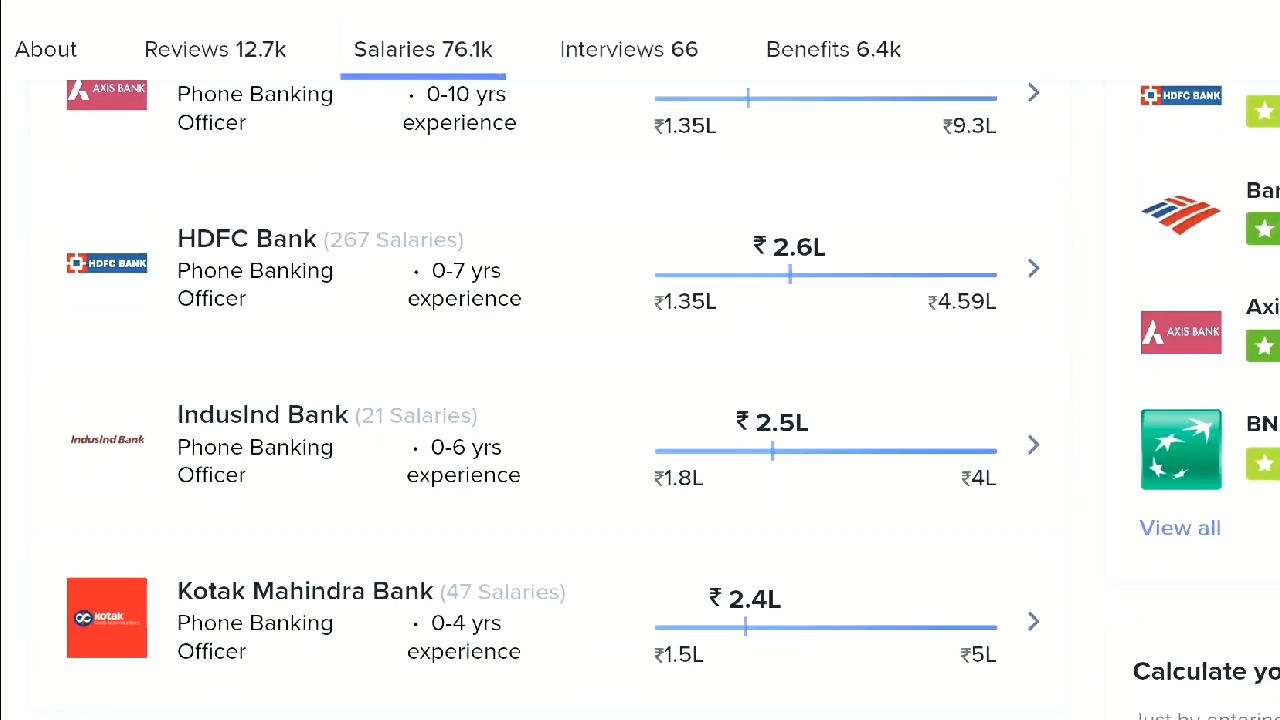 About Reviews 12.7k Salaries 76.1k Interviews 66 Benefits 6.4k
AXIS BANK
Phone Banking
Officer
· 0-10 yrs
experience
₹1.35L ₹9.3L
HDFC BANK
HDFC Bank (267 Salaries)
Phone Banking
Officer
· 0-7 yrs
experience
₹ 2.6L
₹1.35L ₹4.59L
IndusInd Bank
IndusInd Bank (21 Salaries)
Phone Banking
Officer
· 0-6 yrs
experience
₹ 2.5L
₹1.8L ₹4L
kotak
Kotak Mahindra Bank (47 Salaries)
Phone Banking
Officer
· 0-4 yrs
experience
₹ 2.4L
₹1.5L ₹5L
HDFC BANK
Ban
AXIS BANK
Axi
BN
View all
Calculate yo
Just by entering